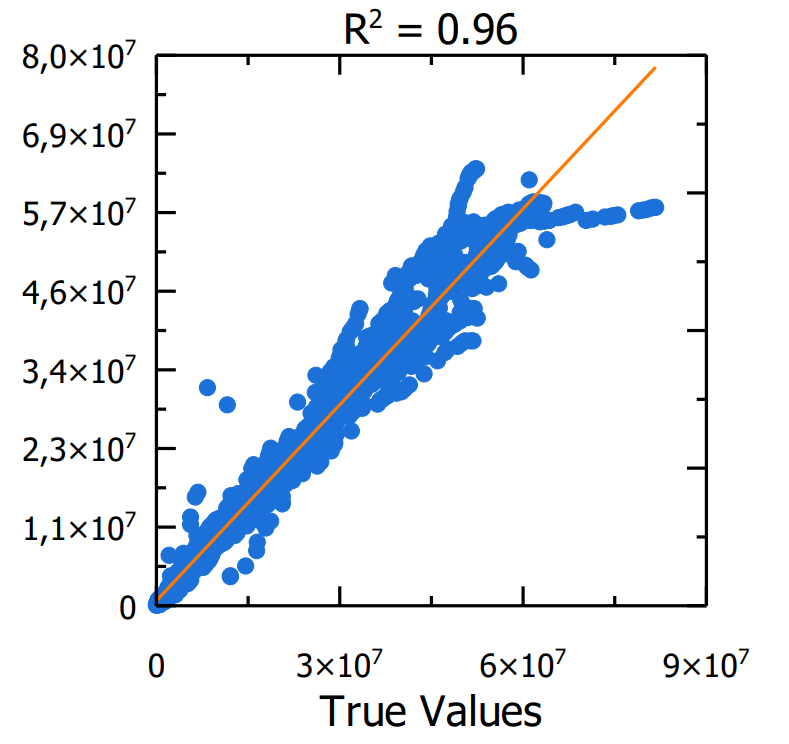 R² = 0.96
8,0×10⁷
6,9×10⁷
5,7×10⁷
4,6×10⁷
3,4×10⁷
2,3×10⁷
1,1×10⁷
0
0 3×10⁷ 6×10⁷ 9×10⁷
True Values